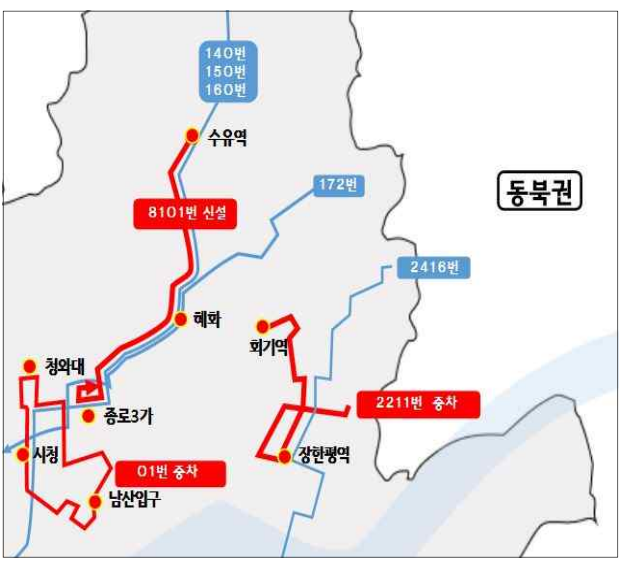 140번
150번
160번
수유역
172번
동북권
8101번 신설
2416번
혜화
회기역
청와대
2211번 증차
종로3가
시청
장한평역
01번 증차
남산입구